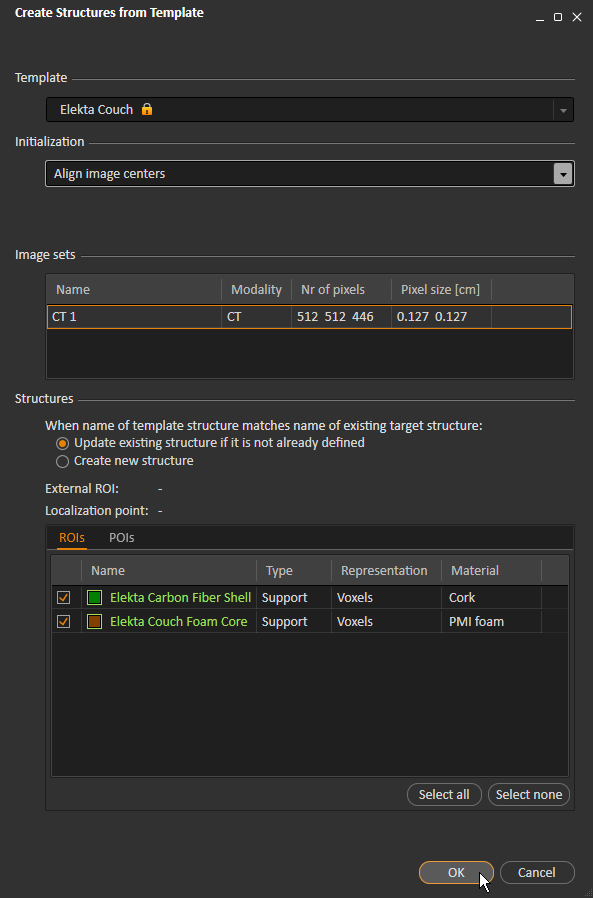 Create Structures from Template
Template
Elekta Couch
Initialization
Align image centers
Image sets
Name Modality Nr of pixels Pixel size [cm]
CT 1 CT 512 512 446 0.127 0.127
Structures
When name of template structure matches name of existing target structure:
Update existing structure if it is not already defined
Create new structure
External ROI: -
Localization point: -
ROIs POIs
Name Type Representation Material
Elekta Carbon Fiber Shell Support Voxels Cork
Elekta Couch Foam Core Support Voxels PMI foam
Select all Select none
OK Cancel